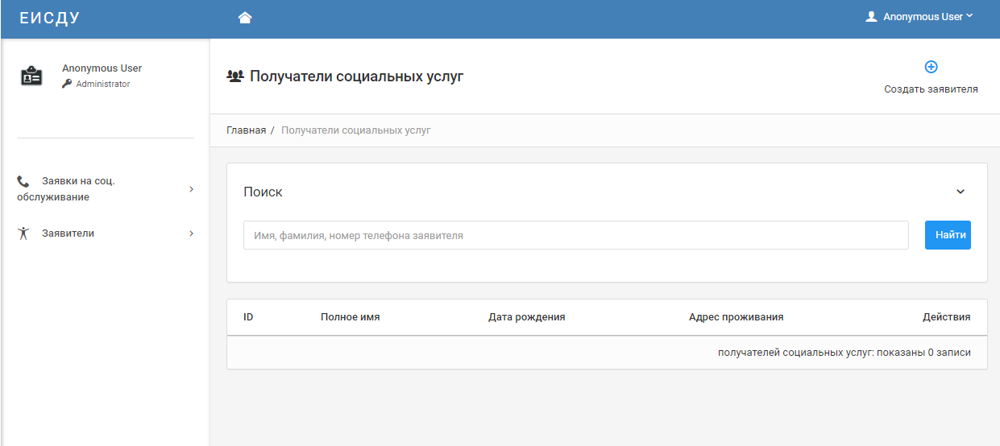 ЕИСДУ
Anonymous User
Anonymous User
Administrator
Заявки на соц.
обслуживание
Заявители
Получатели социальных услуг
Создать заявителя
Главная / Получатели социальных услуг
Поиск
Имя, фамилия, номер телефона заявителя
Найти
ID Полное имя Дата рождения Адрес проживания Действия
получателей социальных услуг: показаны 0 записи